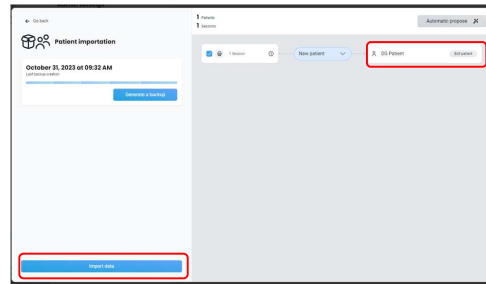 Go back
Patient importation
October 31, 2023 at 09:32 AM
Last backup creation
Generate a backup
Import data
1 Patients
1 Sessions
Automatic propose
1 Session
New patient
DS Patient
Edit patient